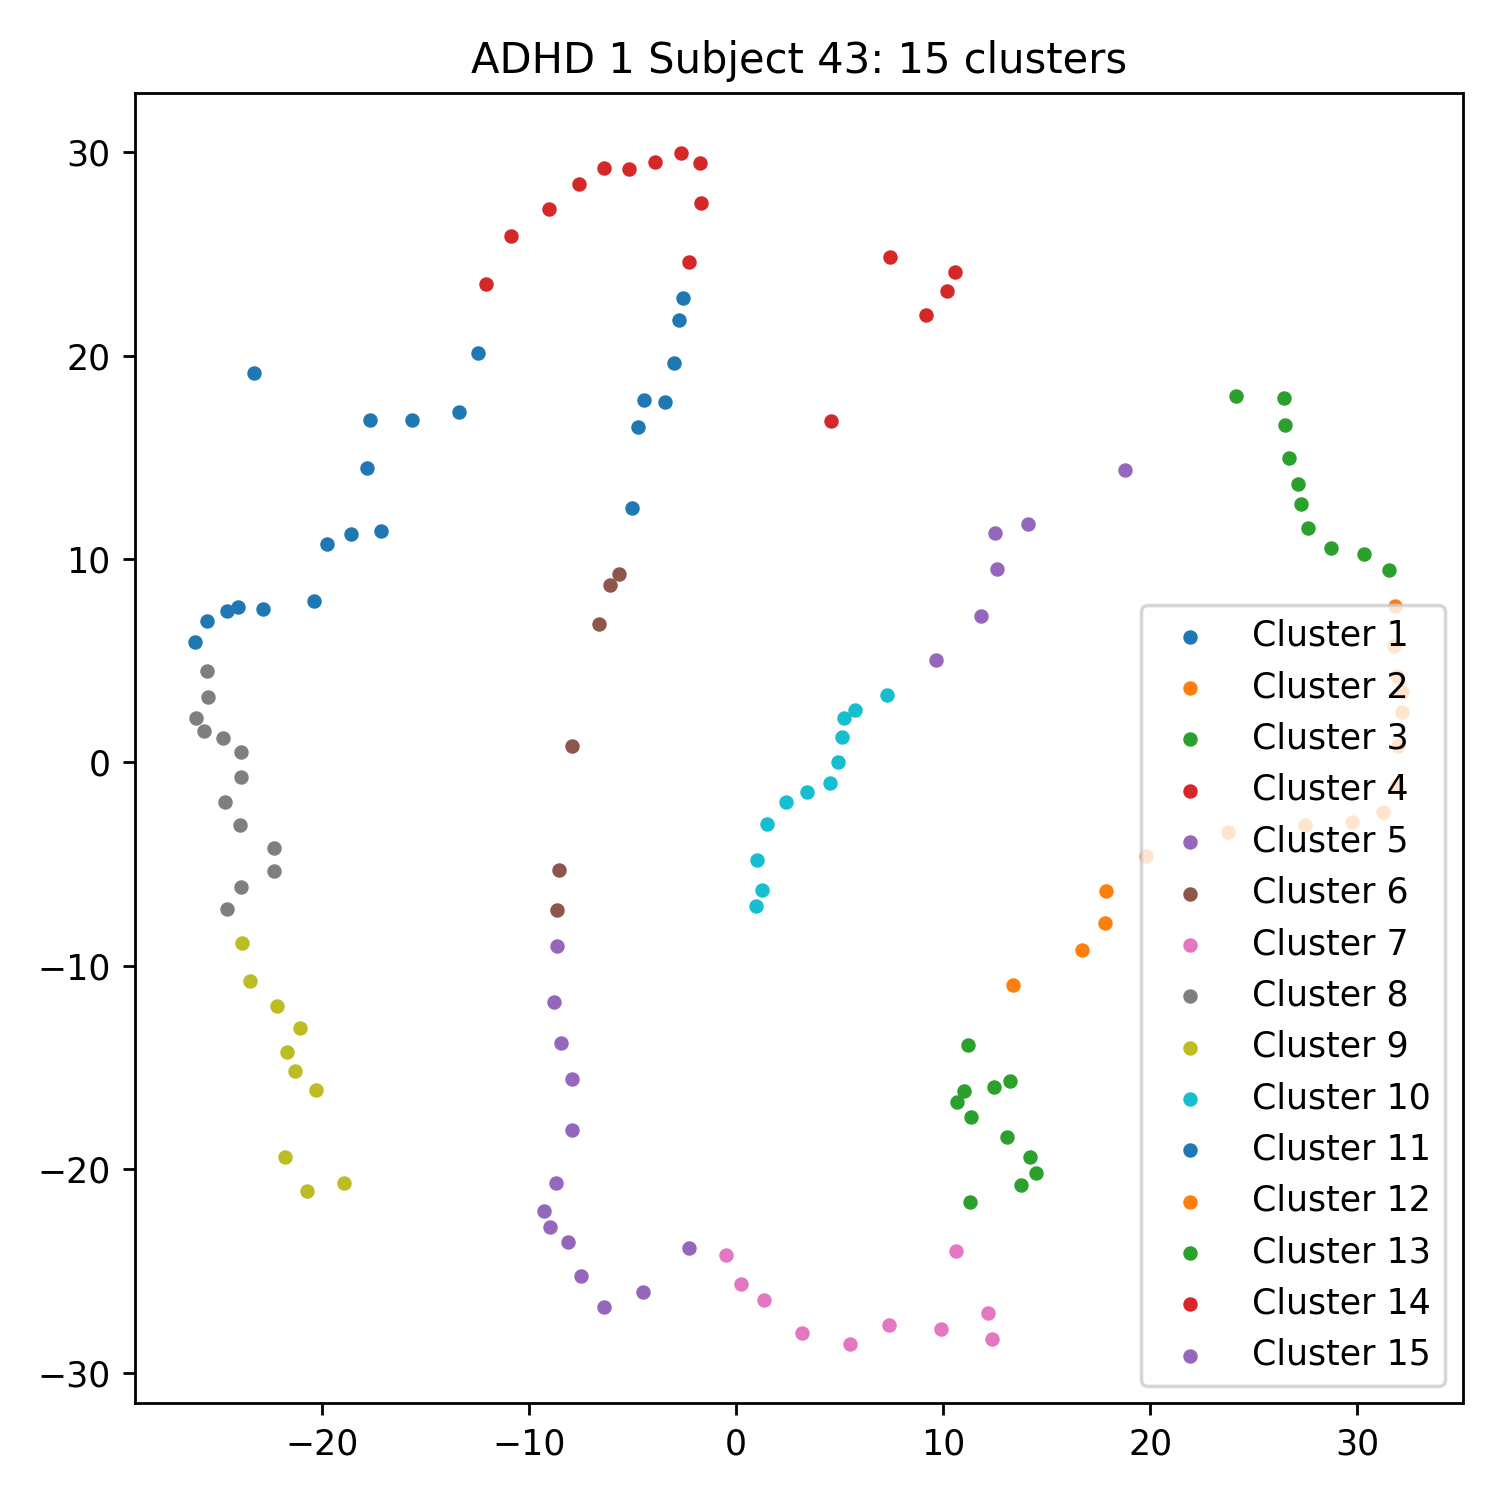 ADHD 1 Subject 43: 15 clusters
30
20
10
0
−10
−20
−30
−20
−10
0
10
20
30
Cluster 1
Cluster 2
Cluster 3
Cluster 4
Cluster 5
Cluster 6
Cluster 7
Cluster 8
Cluster 9
Cluster 10
Cluster 11
Cluster 12
Cluster 13
Cluster 14
Cluster 15